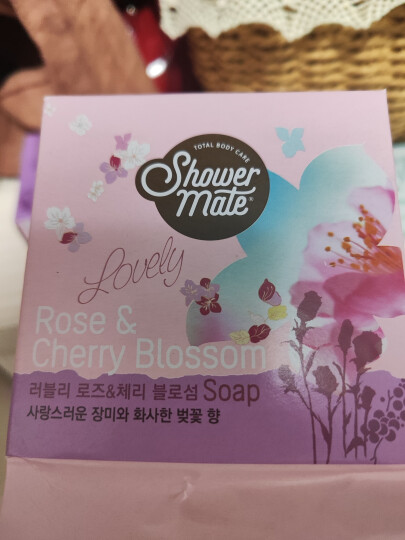 TOTAL BODY CARE
Shower
Mate®
Lovely
Rose &
Cherry Blossom
러블리 로즈&체리 블로섬 Soap
사랑스러운 장미와 화사한 벚꽃 향